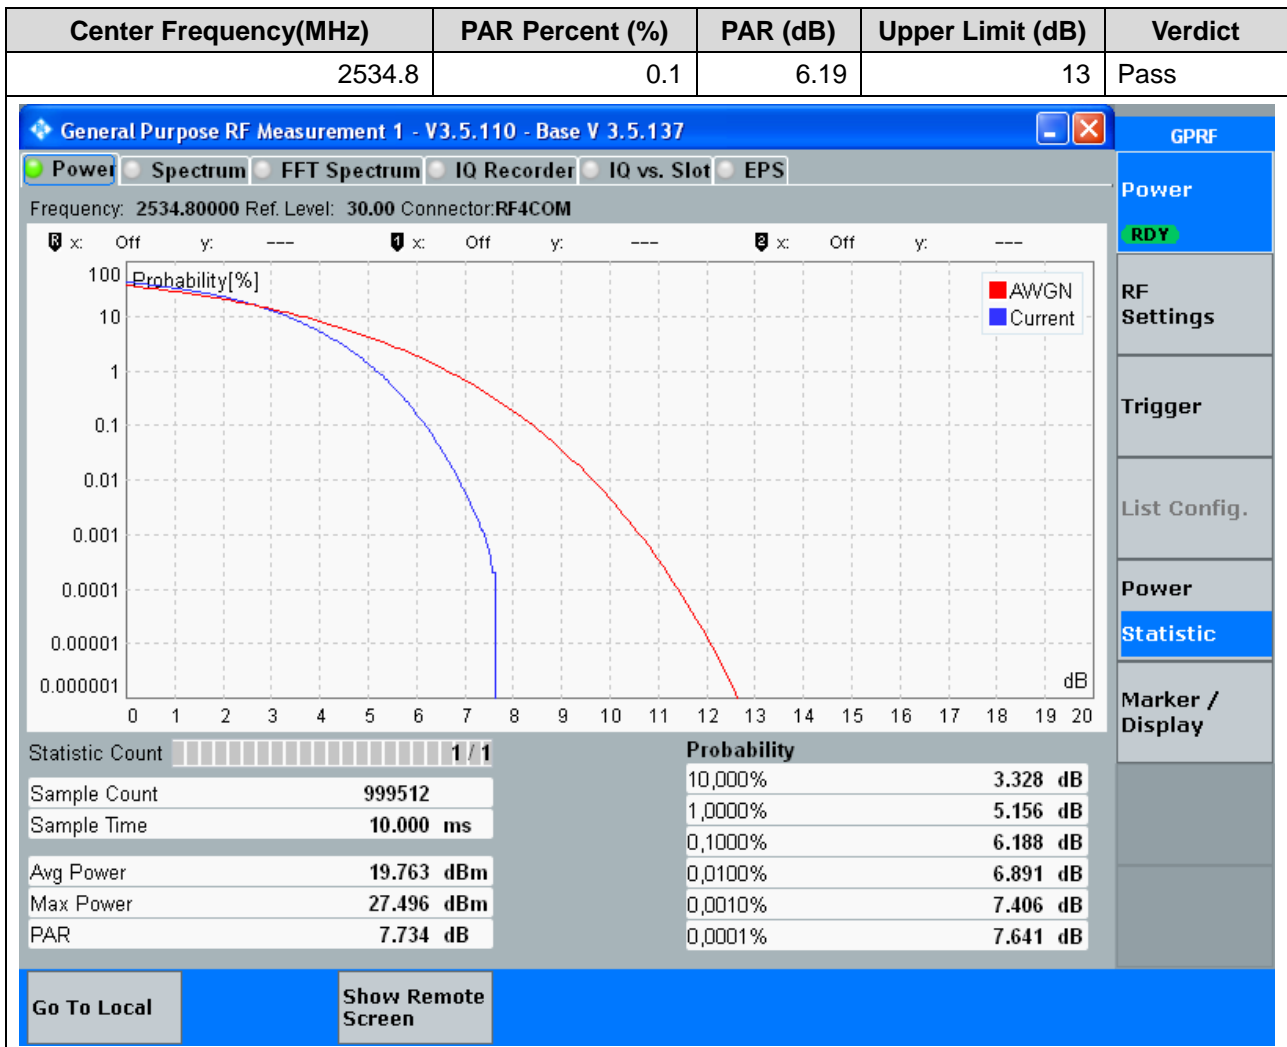 Center Frequency(MHz) PAR Percent (%) PAR (dB) Upper Limit (dB) Verdict
2534.8 0.1 6.19 13 Pass
General Purpose RF Measurement 1 - V3.5.110 - Base V 3.5.137
GPRF
Power Spectrum FFT Spectrum IQ Recorder IQ vs. Slot EPS
Frequency: 2534.80000 Ref. Level: 30.00 Connector:RF4COM
R x: Off y: --- 1 x: Off y: --- 2 x: Off y: ---
Probability[%]
AWGN
Current
100
10
1
0.1
0.01
0.001
0.0001
0.00001
0.000001
dB
0 1 2 3 4 5 6 7 8 9 10 11 12 13 14 15 16 17 18 19 20
Statistic Count 1 / 1
Sample Count 999512
Sample Time 10.000 ms
Avg Power 19.763 dBm
Max Power 27.496 dBm
PAR 7.734 dB
Probability
10,000% 3.328 dB
1,0000% 5.156 dB
0,1000% 6.188 dB
0,0100% 6.891 dB
0,0010% 7.406 dB
0,0001% 7.641 dB
Power
RDY
RF
Settings
Trigger
List Config.
Power
Statistic
Marker /
Display
Go To Local
Show Remote
Screen